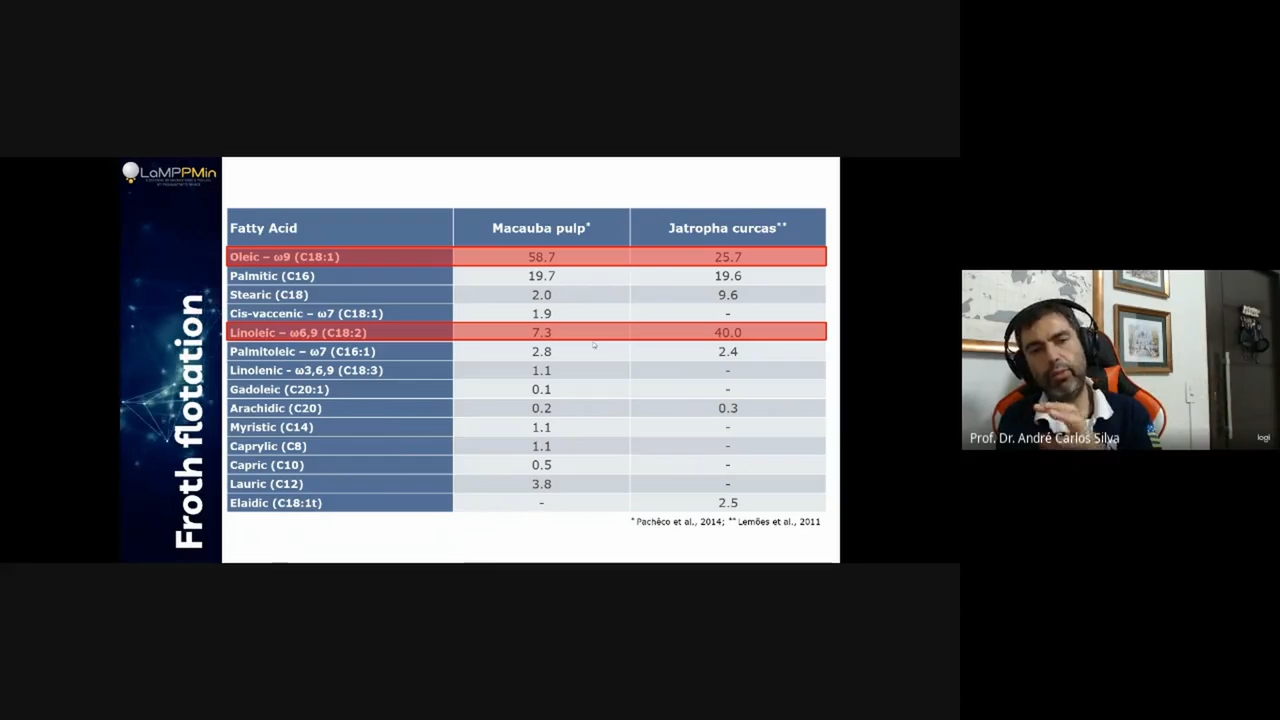 LaMPPMin
Froth flotation
Fatty Acid Macauba pulp* Jatropha curcas**
Oleic – ω9 (C18:1) 58.7 25.7
Palmitic (C16) 19.7 19.6
Stearic (C18) 2.0 9.6
Cis-vaccenic – ω7 (C18:1) 1.9 -
Linoleic – ω6,9 (C18:2) 7.3 40.0
Palmitoleic – ω7 (C16:1) 2.8 2.4
Linolenic - ω3,6,9 (C18:3) 1.1 -
Gadoleic (C20:1) 0.1 -
Arachidic (C20) 0.2 0.3
Myristic (C14) 1.1 -
Caprylic (C8) 1.1 -
Capric (C10) 0.5 -
Lauric (C12) 3.8 -
Elaidic (C18:1t) - 2.5
* Pachêco et al., 2014; ** Lemões et al., 2011
Prof. Dr. André Carlos Silva
logi